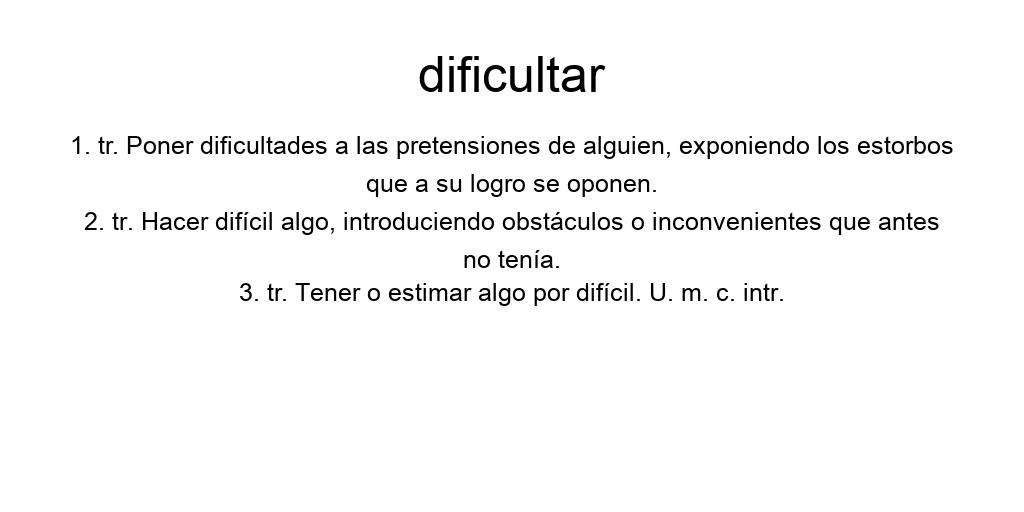 dificultar
1. tr. Poner dificultades a las pretensiones de alguien, exponiendo los estorbos
que a su logro se oponen.
2. tr. Hacer difícil algo, introduciendo obstáculos o inconvenientes que antes
no tenía.
3. tr. Tener o estimar algo por difícil. U. m. c. intr.